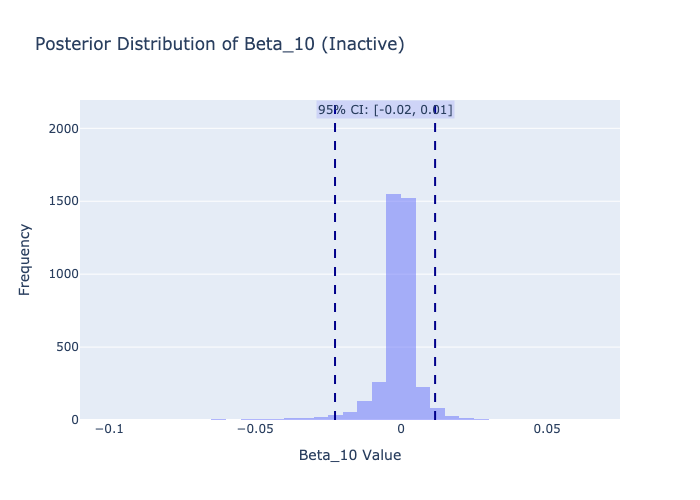 Posterior Distribution of Beta_10 (Inactive)
95% CI: [-0.02, 0.01]
2000
1500
1000
500
0
Frequency
−0.1
−0.05
0
0.05
Beta_10 Value